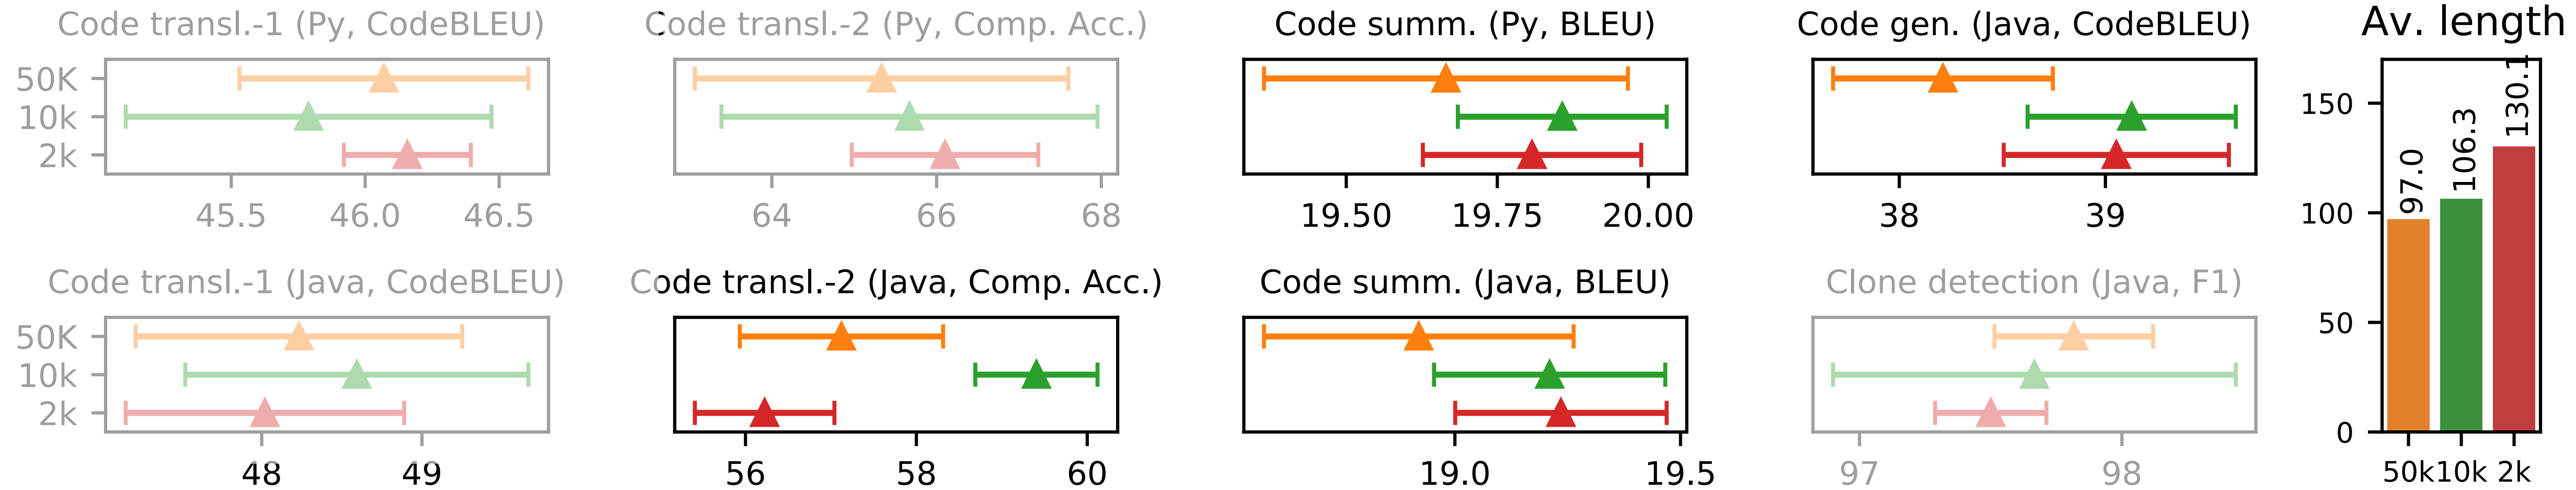 Code transl.-1 (Py, CodeBLEU)
50K
10k
2k
45.5 46.0 46.5
Code transl.-2 (Py, Comp. Acc.)
64 66 68
Code summ. (Py, BLEU)
19.50 19.75 20.00
Code gen. (Java, CodeBLEU)
38 39
Code transl.-1 (Java, CodeBLEU)
50K
10k
2k
48 49
Code transl.-2 (Java, Comp. Acc.)
56 58 60
Code summ. (Java, BLEU)
19.0 19.5
Clone detection (Java, F1)
97 98
Av. length
150
100
50
0
97.0
106.3
130.1
50k 10k 2k